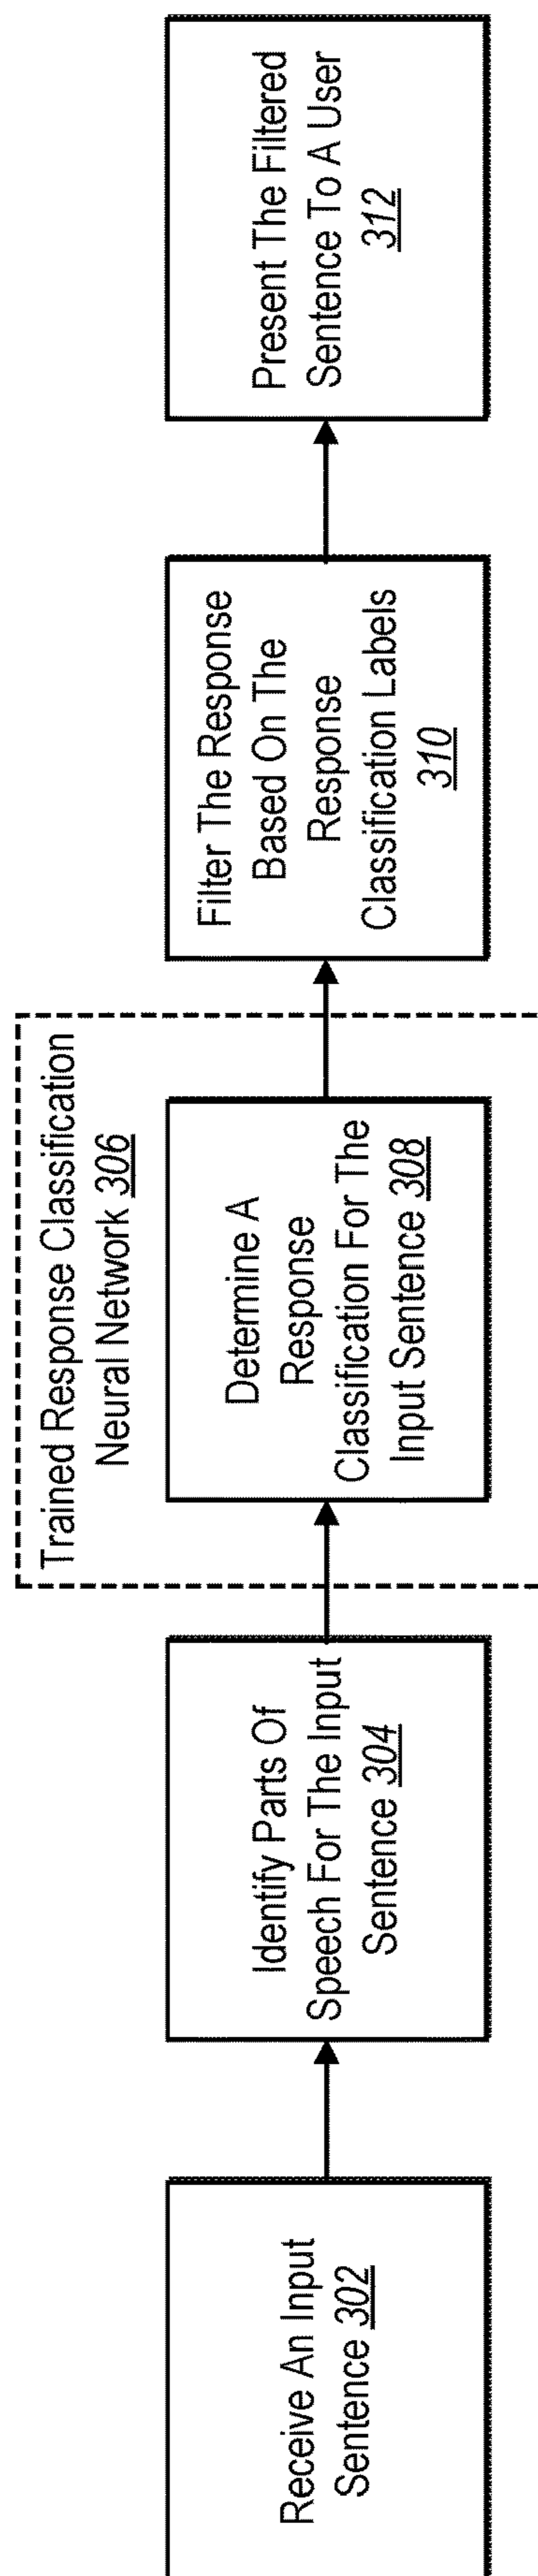 Receive An Input
Sentence 302
Identify Parts Of
Speech For The Input
Sentence 304
Trained Response Classification
Neural Network 306
Determine A
Response
Classification For The
Input Sentence 308
Filter The Response
Based On The
Response
Classification Labels
310
Present The Filtered
Sentence To A User
312